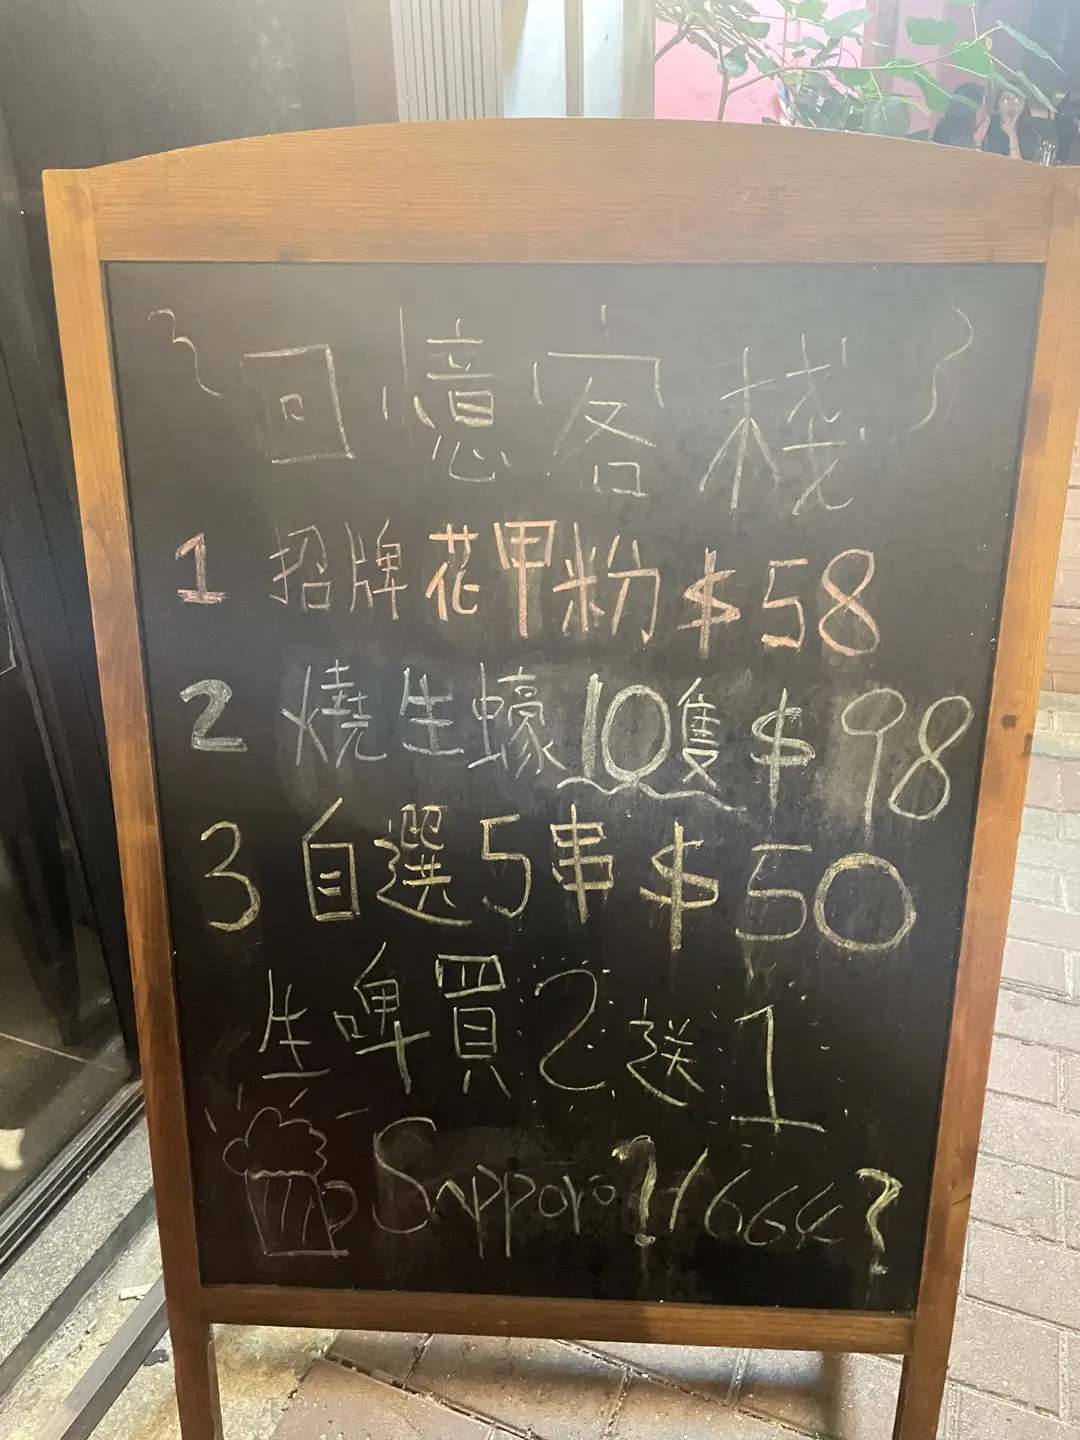 回憶客栈
1 招牌花甲粉 $58
2 燒生蠔10隻 $98
3 自選5串 $50
生啤買2送1
Sapporo? 1664?